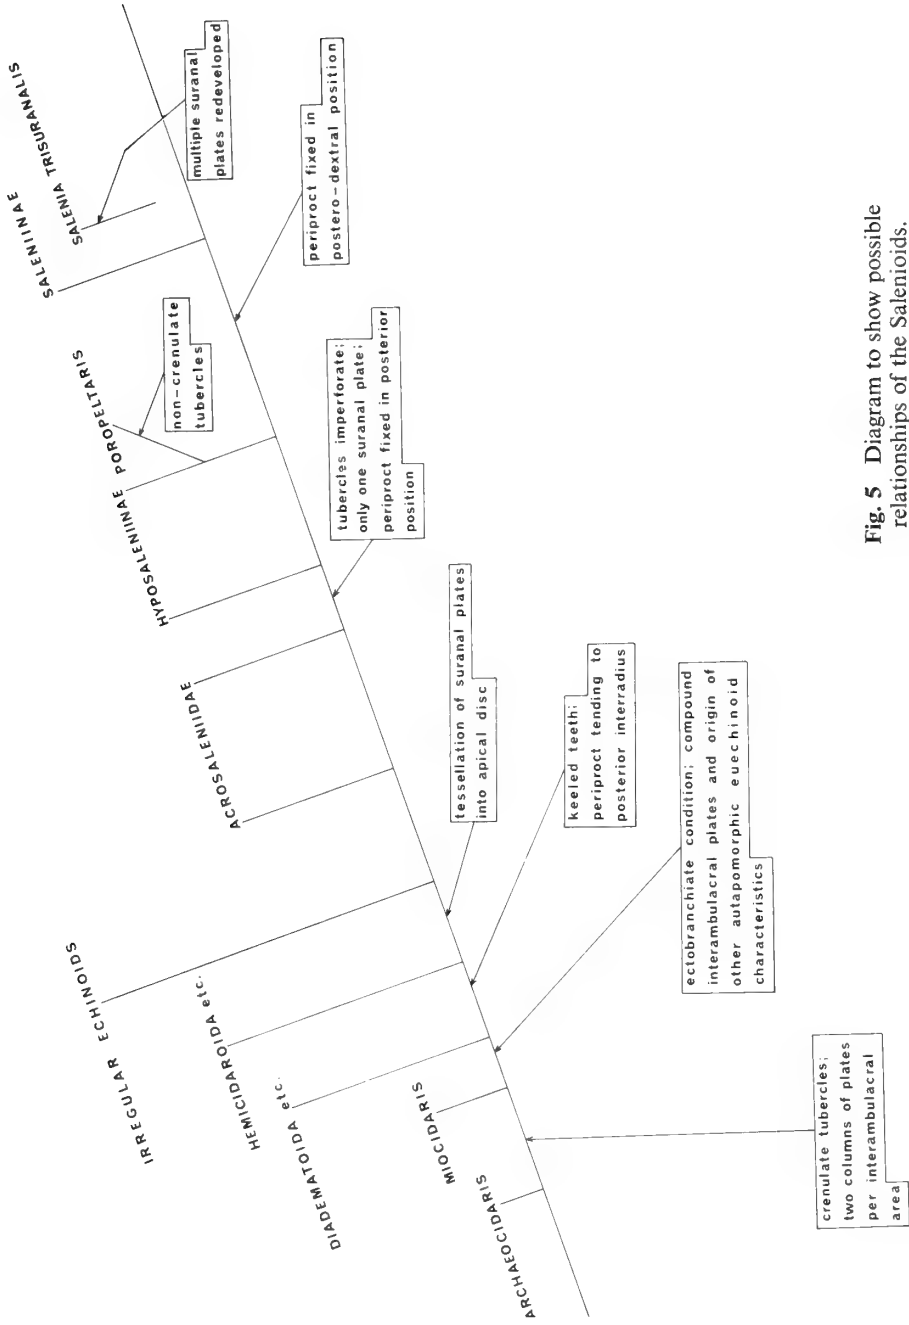 ARCHAEOCIDARIS
MIOCIDARIS
DIADEMATOIDA etc.
HEMICIDAROIDA etc.
IRREGULAR ECHINOIDS
ACROSALENIIDAE
HYPOSALENIINAE
POROPELTARIS
SALENIINAE
SALENIA TRISURANALIS
crenulate tubercles;
two columns of plates
per interambulacral
area
ectobranchiate condition; compound
interambulacral plates and origin of
other autapomorphic euechinoid
characteristics
keeled teeth;
periproct tending to
posterior interradius
tessellation of suranal plates
into apical disc
tubercles imperforate;
only one suranal plate;
periproct fixed in posterior
position
non-crenulate
tubercles
periproct fixed in
postero-dextral position
multiple suranal
plates redeveloped
Fig. 5 Diagram to show possible
relationships of the Salenioids.